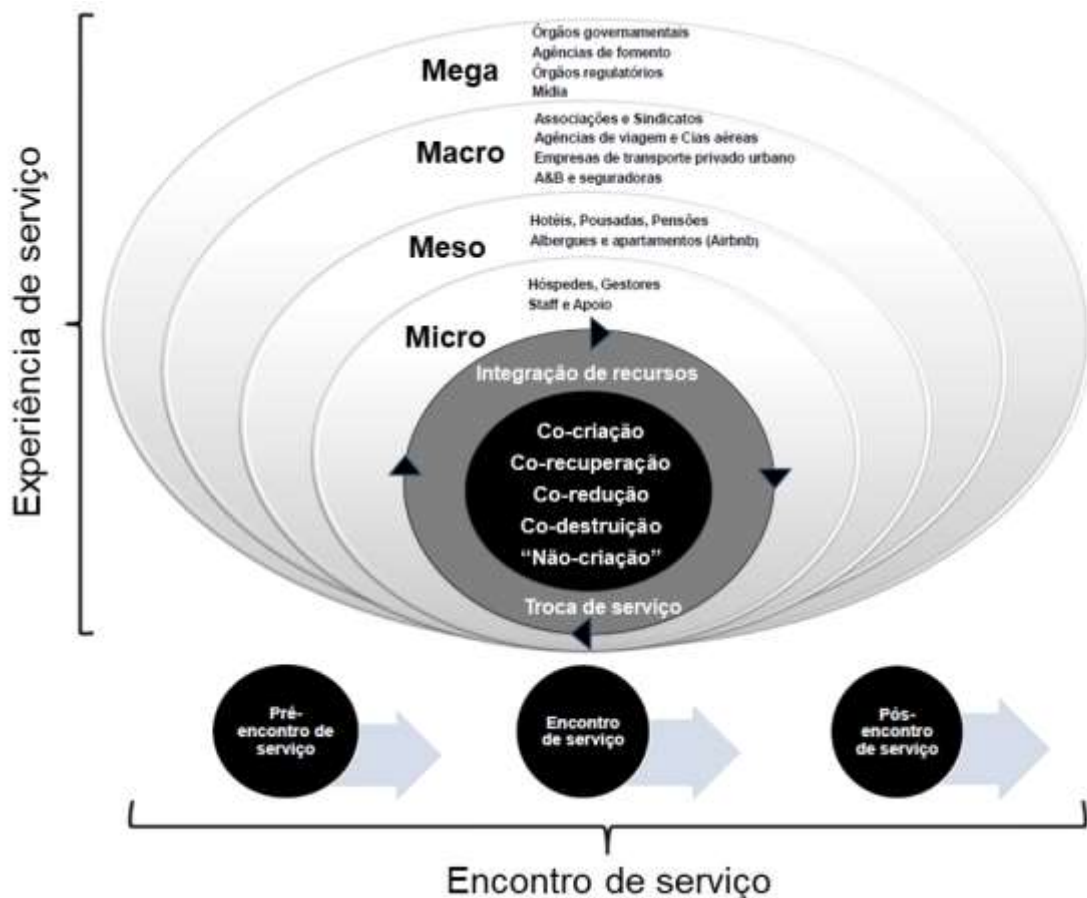 Experiência de serviço
Mega
Órgãos governamentais
Agências de fomento
Órgãos regulatórios
Mídia
Macro
Associações e Sindicatos
Agências de viagem e Cias aéreas
Empresas de transporte privado urbano
A&B e seguradoras
Meso
Hotéis, Pousadas, Pensões
Albergues e apartamentos (Airbnb)
Micro
Hóspedes, Gestores
Staff e Apoio
Integração de recursos
Co-criação
Co-recuperação
Co-redução
Co-destruição
“Não-criação”
Troca de serviço
Pré-
encontro de
serviço
Encontro
de serviço
Pós-
encontro
de serviço
Encontro de serviço